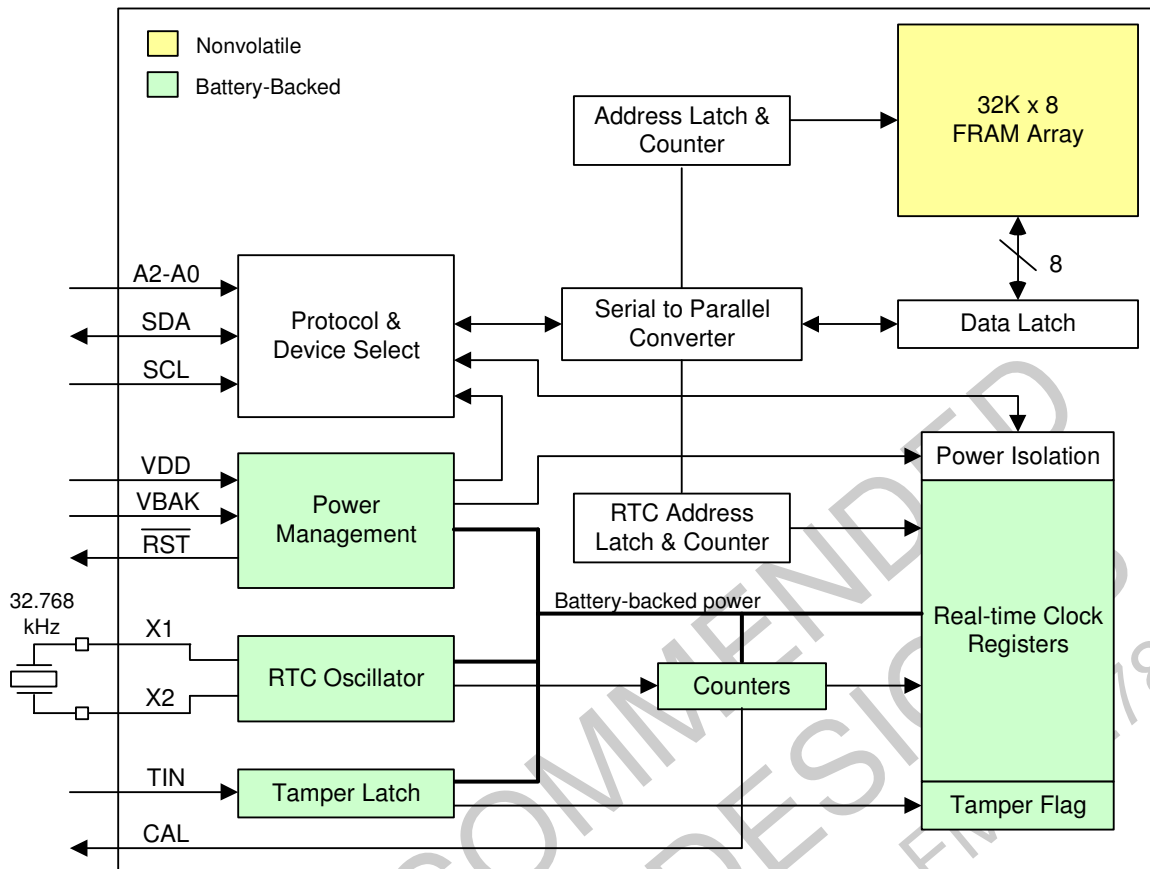 Nonvolatile
Battery-Backed
32K x 8
FRAM Array
Address Latch &
Counter
8
A2-A0
SDA
SCL
Protocol &
Device Select
Serial to Parallel
Converter
Data Latch
VDD
VBAK
RST
Power
Management
Power Isolation
RTC Address
Latch & Counter
Battery-backed power
Real-time Clock
Registers
32.768
kHz
X1
X2
RTC Oscillator
Counters
TIN
Tamper Latch
Tamper Flag
CAL